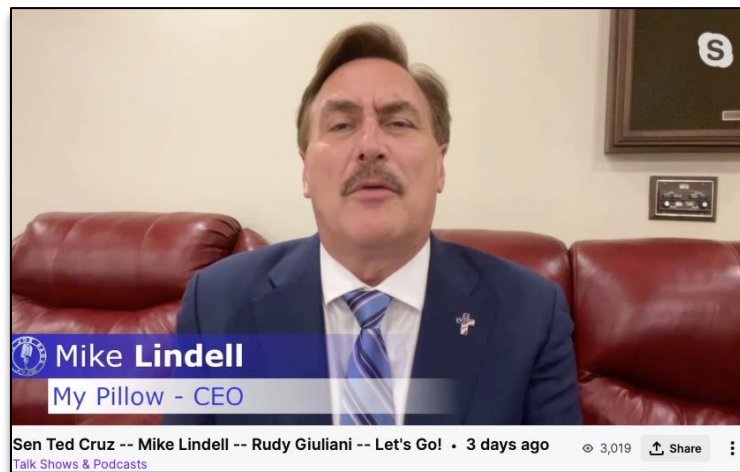 S
Mike Lindell
My Pillow - CEO
Sen Ted Cruz -- Mike Lindell -- Rudy Giuliani -- Let's Go! • 3 days ago
3,019
Share
Talk Shows & Podcasts